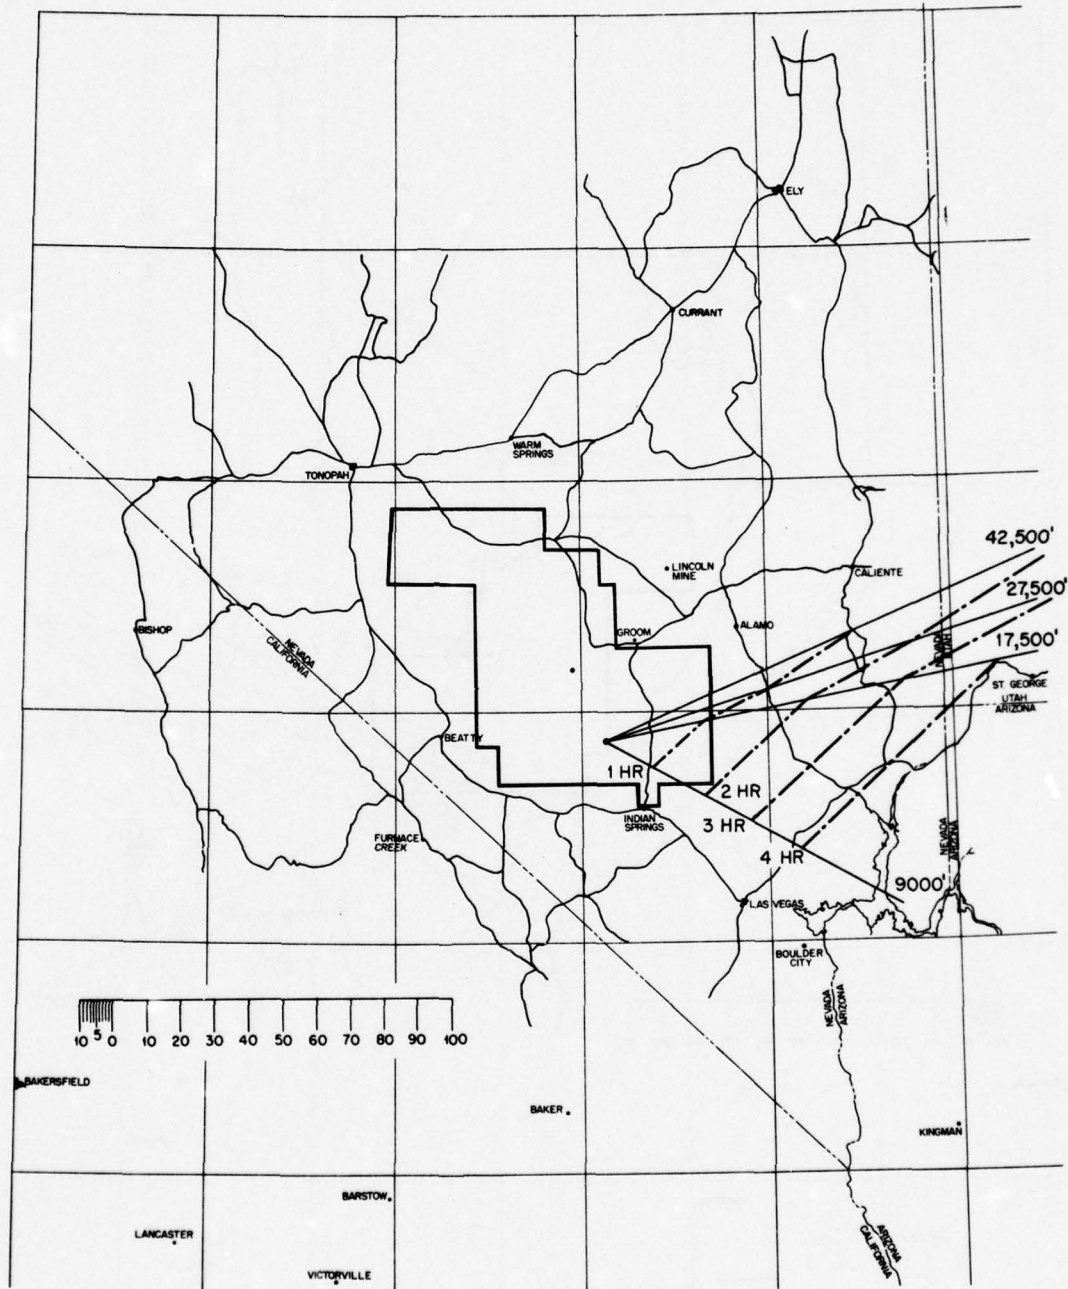 ELY
CURRANT
WARM
SPRINGS
TONOPAH
42,500'
LINCOLN
MINE
CALIENTE
27,500'
BISHOP
GROOM
ALAMO
17,500'
NEVADA
CALIFORNIA
NEVADA
UTAH
ST. GEORGE
UTAH
ARIZONA
BEATTY
1 HR
2 HR
INDIAN
SPRINGS
3 HR
FURNACE
CREEK
4 HR
NEVADA
ARIZONA
9000'
LAS VEGAS
BOULDER
CITY
NEVADA
ARIZONA
10 5 0 10 20 30 40 50 60 70 80 90 100
BAKERSFIELD
BAKER
KINGMAN
BARSTOW
LANCASTER
ARIZONA
CALIFORNIA
VICTORVILLE